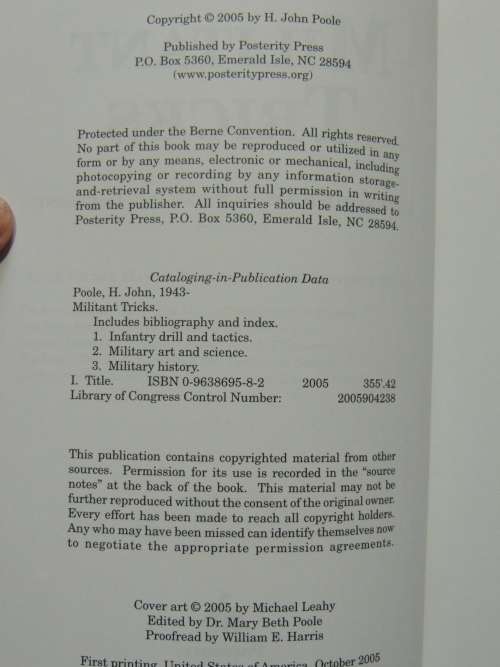 Copyright © 2005 by H. John Poole
Published by Posterity Press
P.O. Box 5360, Emerald Isle, NC 28594
(www.posteritypress.org)
Protected under the Berne Convention. All rights reserved.
No part of this book may be reproduced or utilized in any
form or by any means, electronic or mechanical, including
photocopying or recording by any information storage-
and-retrieval system without full permission in writing
from the publisher. All inquiries should be addressed to
Posterity Press, P.O. Box 5360, Emerald Isle, NC 28594.
Cataloging-in-Publication Data
Poole, H. John, 1943-
Militant Tricks.
Includes bibliography and index.
1. Infantry drill and tactics.
2. Military art and science.
3. Military history.
I. Title. ISBN 0-9638695-8-2 2005 355'.42
Library of Congress Control Number: 2005904238
This publication contains copyrighted material from other
sources. Permission for its use is recorded in the “source
notes” at the back of the book. This material may not be
further reproduced without the consent of the original owner.
Every effort has been made to reach all copyright holders.
Any who may have been missed can identify themselves now
to negotiate the appropriate permission agreements.
Cover art © 2005 by Michael Leahy
Edited by Dr. Mary Beth Poole
Proofread by William E. Harris
First printing, United States of America, October 2005